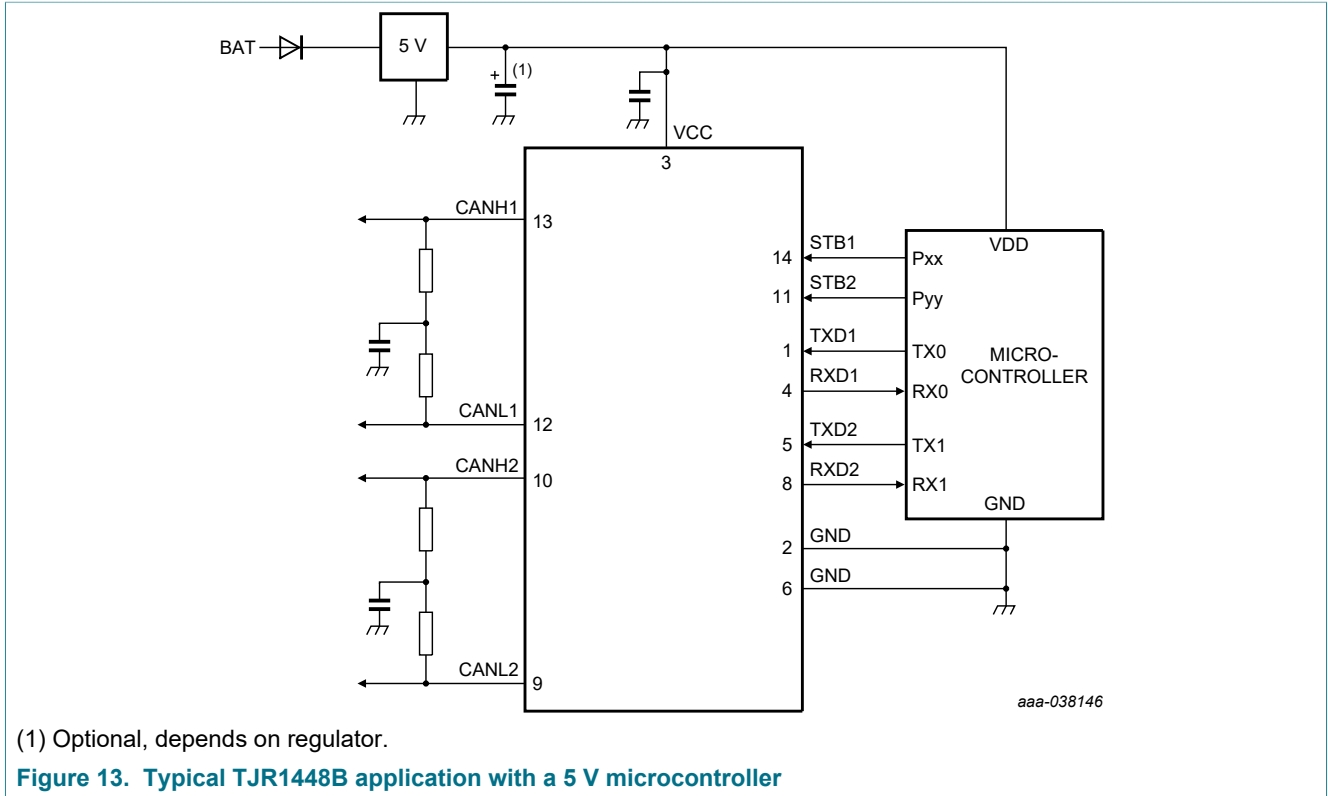 BAT
5 V
+
(1)
VCC
3
CANH1
13
CANL1
12
CANH2
10
CANL2
9
14
STB1
Pxx
11
STB2
Pyy
1
TXD1
TX0
4
RXD1
RX0
5
TXD2
TX1
8
RXD2
RX1
2
GND
6
GND
VDD
MICRO-
CONTROLLER
GND
aaa-038146
(1) Optional, depends on regulator.
Figure 13. Typical TJR1448B application with a 5 V microcontroller